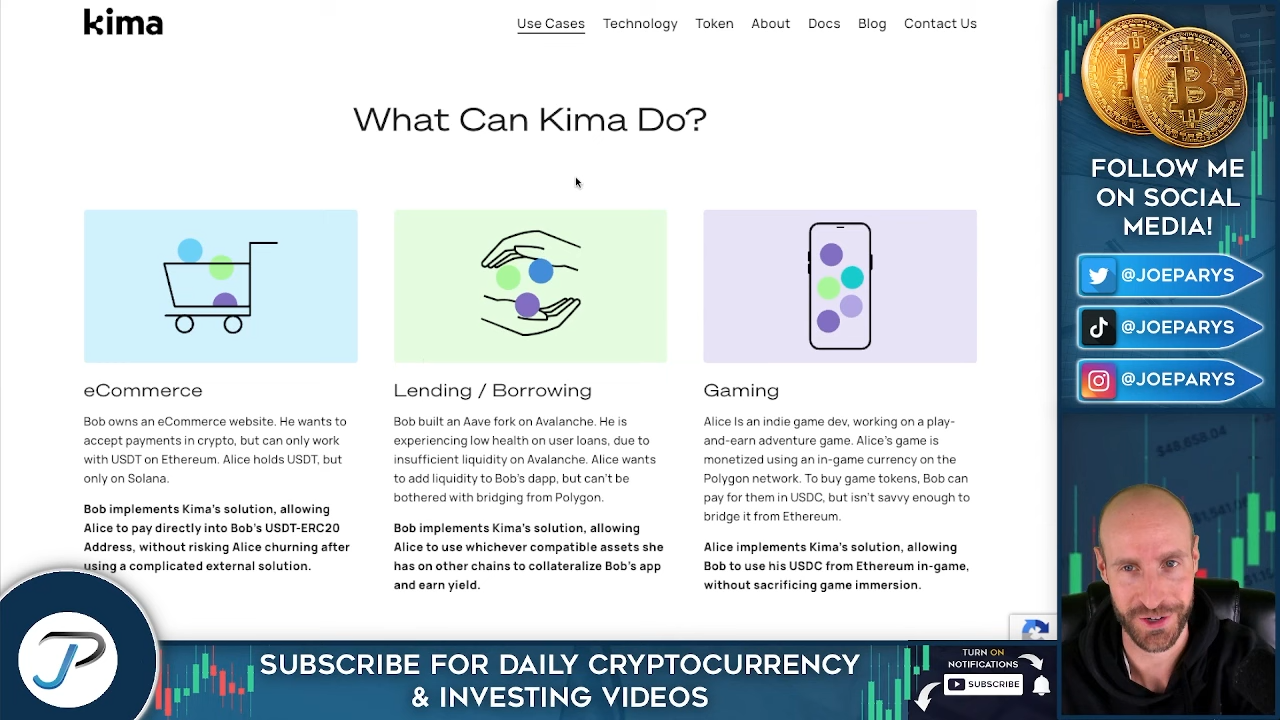 kima
Use Cases Technology Token About Docs Blog Contact Us
What Can Kima Do?
eCommerce
Bob owns an eCommerce website. He wants to
accept payments in crypto, but can only work
with USDT on Ethereum. Alice holds USDT, but
only on Solana.
Bob implements Kima's solution, allowing
Alice to pay directly into Bob's USDT-ERC20
Address, without risking Alice churning after
using a complicated external solution.
Lending / Borrowing
Bob built an Aave fork on Avalanche. He is
experiencing low health on user loans, due to
insufficient liquidity on Avalanche. Alice wants
to add liquidity to Bob's dapp, but can't be
bothered with bridging from Polygon.
Bob implements Kima's solution, allowing
Alice to use whichever compatible assets she
has on other chains to collateralize Bob's app
and earn yield.
Gaming
Alice Is an indie game dev, working on a play-
and-earn adventure game. Alice's game is
monetized using an in-game currency on the
Polygon network. To buy game tokens, Bob can
pay for them in USDC, but isn't savvy enough to
bridge it from Ethereum.
Alice implements Kima's solution, allowing
Bob to use his USDC from Ethereum in-game,
without sacrificing game immersion.
FOLLOW ME
ON SOCIAL
MEDIA!
@JOEPARYS
@JOEPARYS
@JOEPARYS
JP
SUBSCRIBE FOR DAILY CRYPTOCURRENCY
& INVESTING VIDEOS
TURN ON
NOTIFICATIONS
SUBSCRIBE